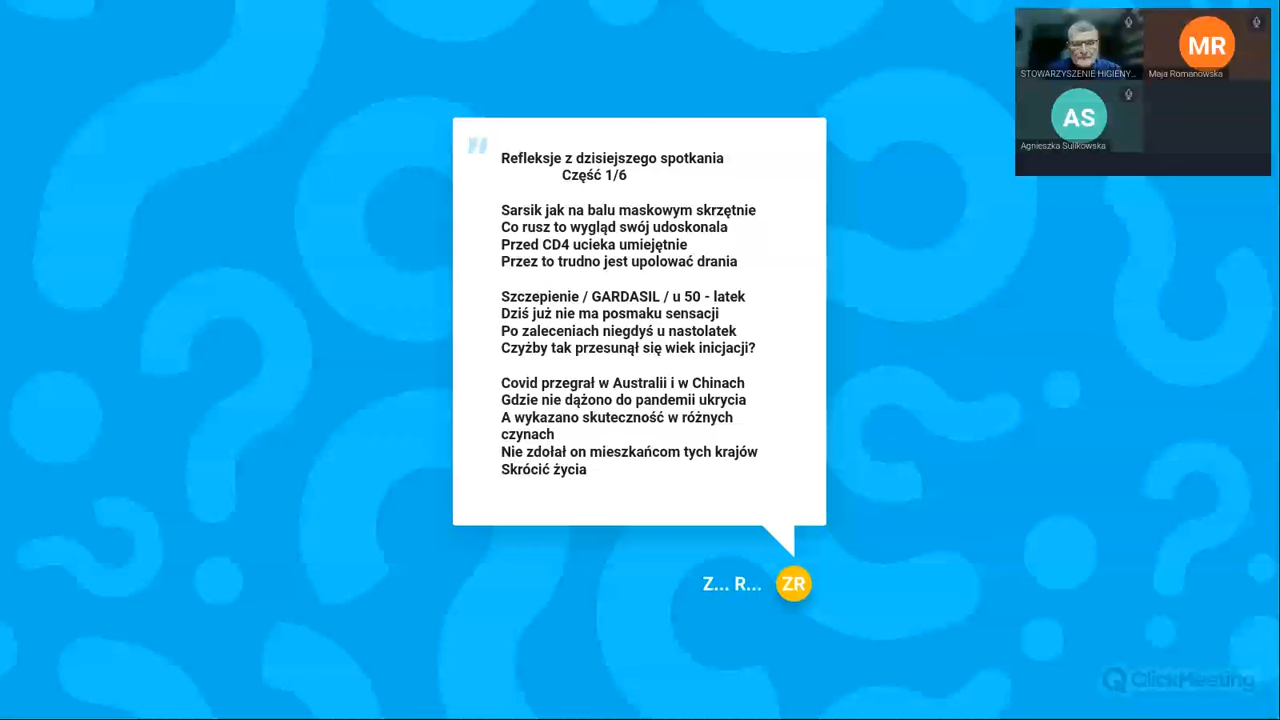 STOWARZYSZENIE HIGIENY...
MR
Maja Romanowska
AS
Agnieszka Sulikowska
"
Refleksje z dzisiejszego spotkania
Część 1/6
Sarsik jak na balu maskowym skrzętnie
Co rusz to wygląd swój udoskonala
Przed CD4 ucieka umiejętnie
Przez to trudno jest upolować drania
Szczepienie / GARDASIL / u 50 - latek
Dziś już nie ma posmaku sensacji
Po zaleceniach niegdyś u nastolatek
Czyżby tak przesunął się wiek inicjacji?
Covid przegrał w Australii i w Chinach
Gdzie nie dążono do pandemii ukrycia
A wykazano skuteczność w różnych
czynach
Nie zdołał on mieszkańcom tych krajów
Skrócić życia
Z... R...
ZR
ClickMeeting